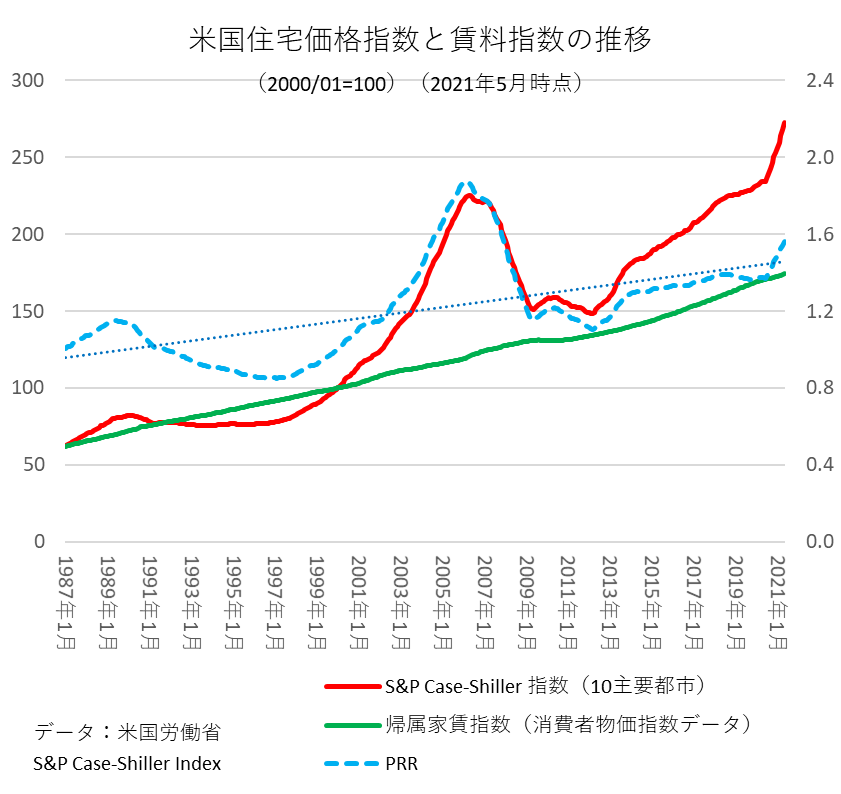 米国住宅価格指数と賃料指数の推移
（2000/01=100）（2021年5月時点）
300
250
200
150
100
50
0
2.4
2.0
1.6
1.2
0.8
0.4
0.0
1987年1月
1989年1月
1991年1月
1993年1月
1995年1月
1997年1月
1999年1月
2001年1月
2003年1月
2005年1月
2007年1月
2009年1月
2011年1月
2013年1月
2015年1月
2017年1月
2019年1月
2021年1月
S&P Case-Shiller 指数（10主要都市）
帰属家賃指数（消費者物価指数データ）
PRR
データ：米国労働省
S&P Case-Shiller Index